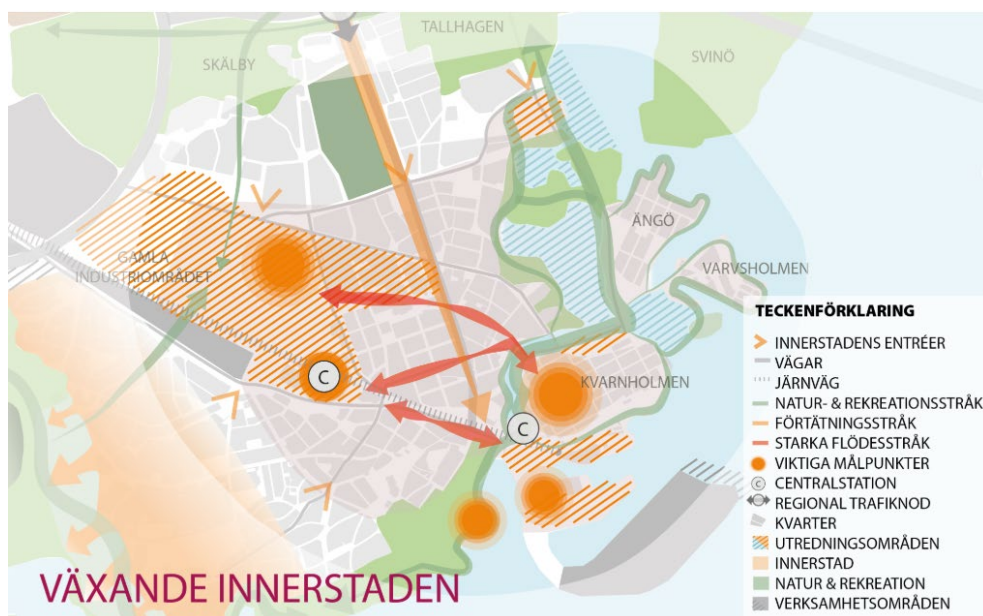 TALLHAGEN
SKÄLBY
SVINÖ
ÄNGÖ
GAMLA
INDUSTRIOMRÅDET
VARVSHOLMEN
C
KVARNHOLMEN
C
TECKENFÖRKLARING
INNERSTADENS ENTRÉER
VÄGAR
JÄRNVÄG
NATUR- & REKREATIONSSTRÅK
FÖRTÄTNINGSSTRÅK
STARKA FLÖDESSTRÅK
VIKTIGA MÅLPUNKTER
C CENTRALSTATION
REGIONAL TRAFIKNOD
KVARTER
UTREDNINGSOMRÅDEN
INNERSTAD
NATUR & REKREATION
VERKSAMHETSOMRÅDEN
VÄXANDE INNERSTADEN